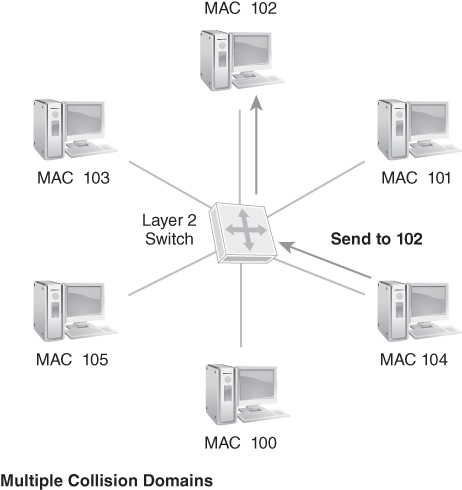 MAC 102
MAC 103
MAC 101
Layer 2
Switch
Send to 102
MAC 105
MAC 104
MAC 100
Multiple Collision Domains